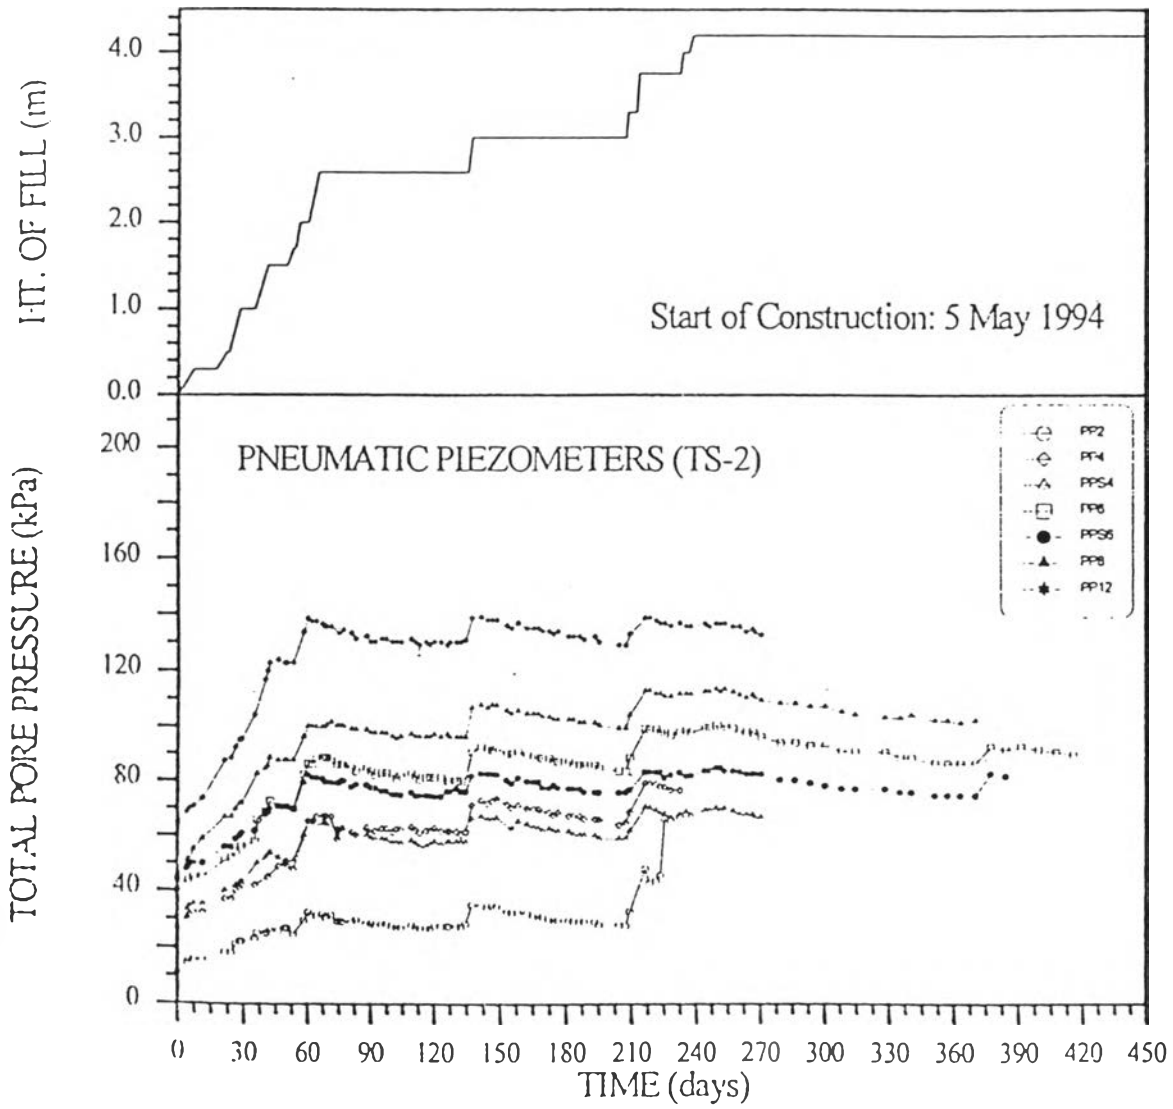 HT. OF FILL (m)
4.0
3.0
2.0
1.0
0.0
Start of Construction: 5 May 1994
TOTAL PORE PRESSURE (kPa)
200
160
120
80
40
0
PNEUMATIC PIEZOMETERS (TS-2)
PP2
PP4
PPS4
PP6
PPS6
PP8
PP12
0 30 60 90 120 150 180 210 240 270 300 330 360 390 420 450
TIME (days)